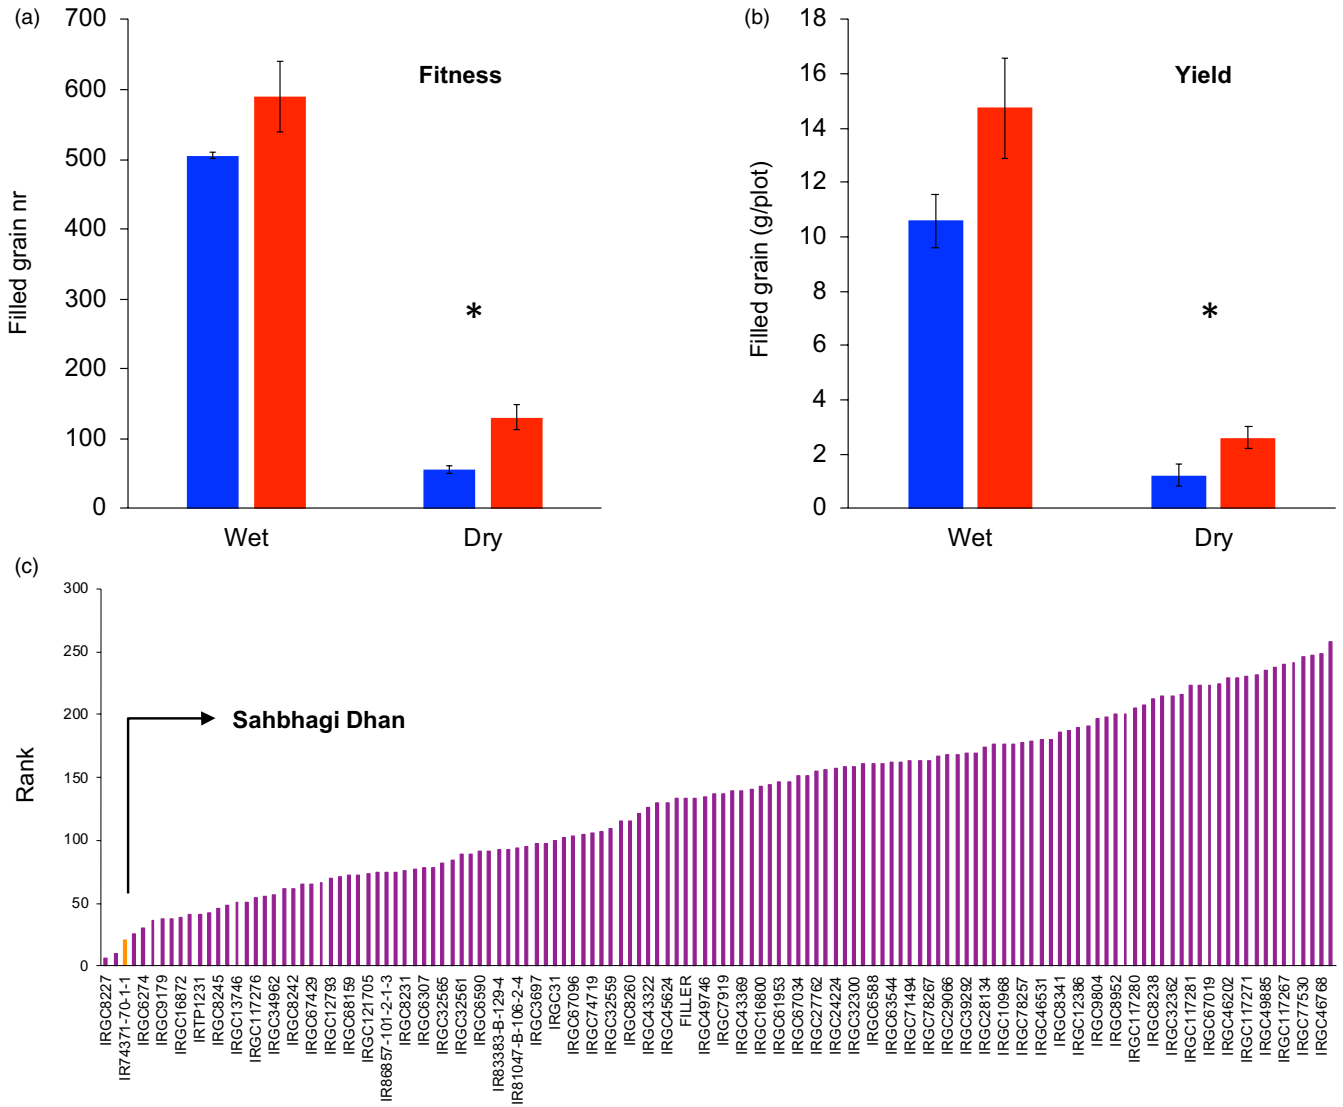 (a)
700
600
500
400
300
200
100
0
Filled grain nr
Fitness
*
Wet
Dry
(b)
18
16
14
12
10
8
6
4
2
0
Filled grain (g/plot)
Yield
*
Wet
Dry
(c)
300
250
200
150
100
50
0
Rank
Sahbhagi Dhan
IRGC8227
IR74371-70-1-1
IRGC6274
IRGC9179
IRGC16872
IRTP1231
IRGC8245
IRGC13746
IRGC117276
IRGC34962
IRGC8242
IRGC67429
IRGC12793
IRGC68159
IRGC121705
IR86857-101-2-1-3
IRGC8231
IRGC6307
IRGC32565
IRGC32561
IRGC6590
IR83383-B-129-4
IR81047-B-106-2-4
IRGC3697
IRGC31
IRGC67096
IRGC74719
IRGC32559
IRGC8260
IRGC43322
IRGC45624
FILLER
IRGC49746
IRGC77919
IRGC43369
IRGC16800
IRGC61953
IRGC67034
IRGC27762
IRGC24224
IRGC32300
IRGC6588
IRGC63544
IRGC71494
IRGC78267
IRGC29066
IRGC39292
IRGC28134
IRGC10968
IRGC78257
IRGC46531
IRGC8341
IRGC12386
IRGC9804
IRGC8952
IRGC117280
IRGC8238
IRGC32362
IRGC117281
IRGC67019
IRGC46202
IRGC117271
IRGC49885
IRGC117267
IRGC77530
IRGC46768